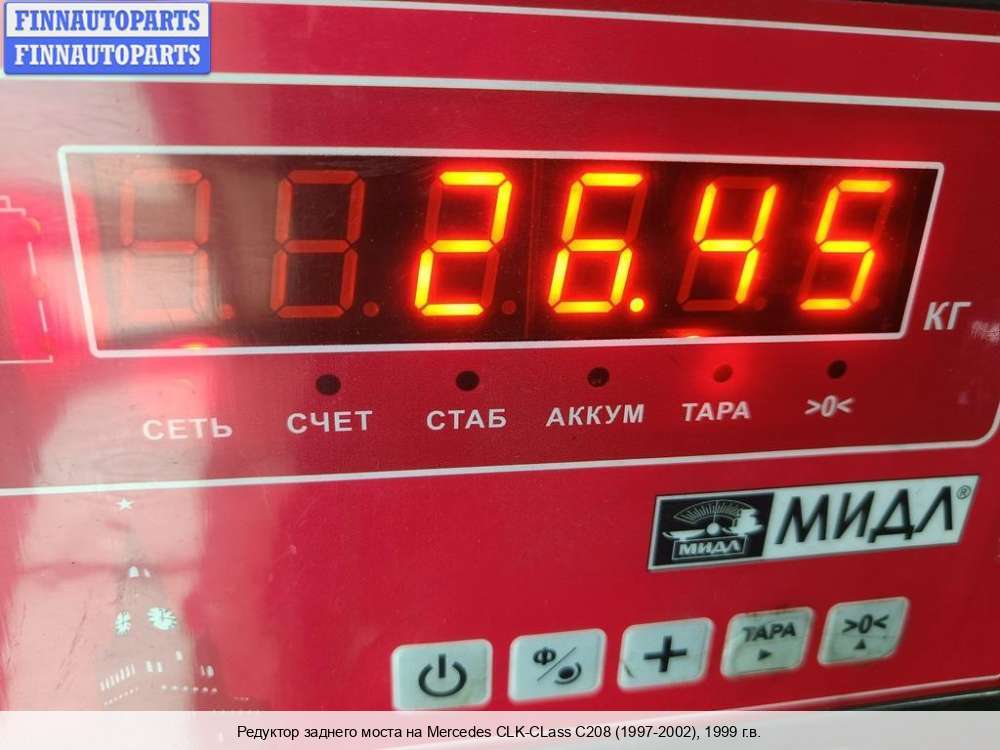 FINNAUTOPARTS
FINNAUTOPARTS
26.45
КГ
СЕТЬ СЧЕТ СТАБ АККУМ ТАРА >0<
МИДЛ МИДЛ®
Ф/ + ТАРА >0<
Редуктор заднего моста на Mercedes CLK-CLass C208 (1997-2002), 1999 г.в.